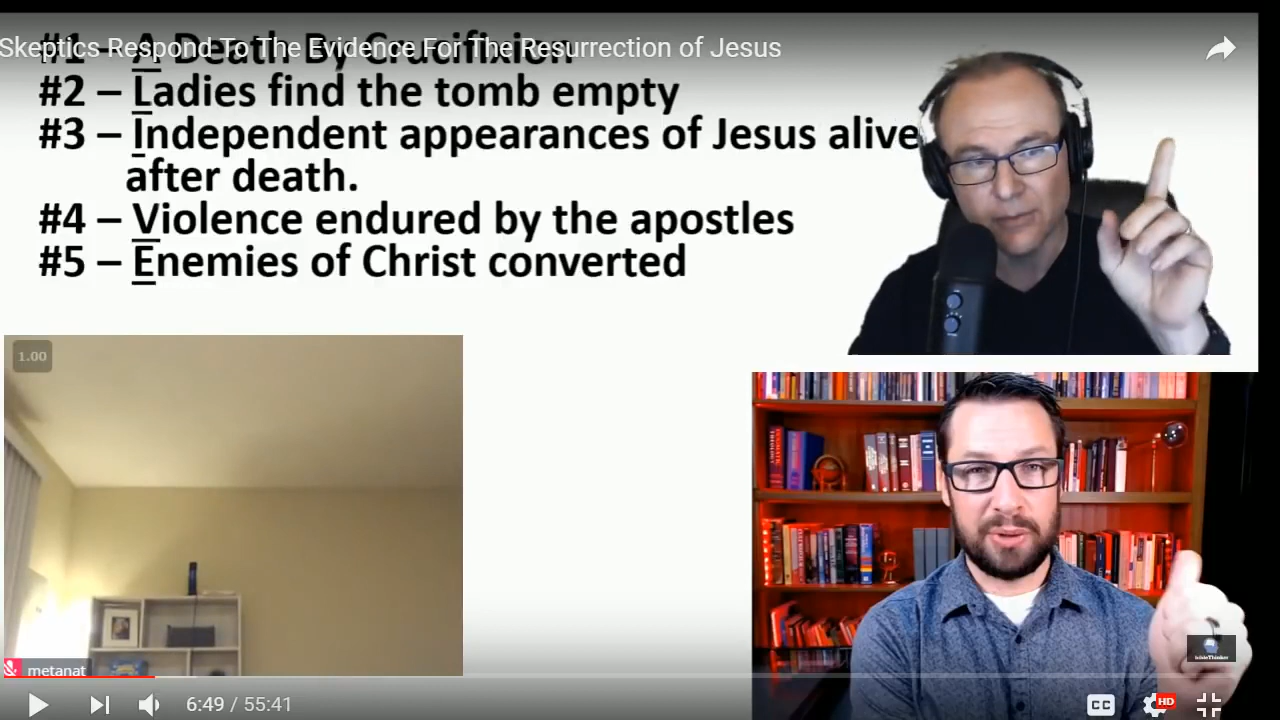 Skeptics Respond To The Evidence For The Resurrection of Jesus
#1 – A Death By Crucifixion
#2 – Ladies find the tomb empty
#3 – Independent appearances of Jesus alive
after death.
#4 – Violence endured by the apostles
#5 – Enemies of Christ converted
1.00
metanat
BibleThinker
6:49 / 55:41
CC
HD